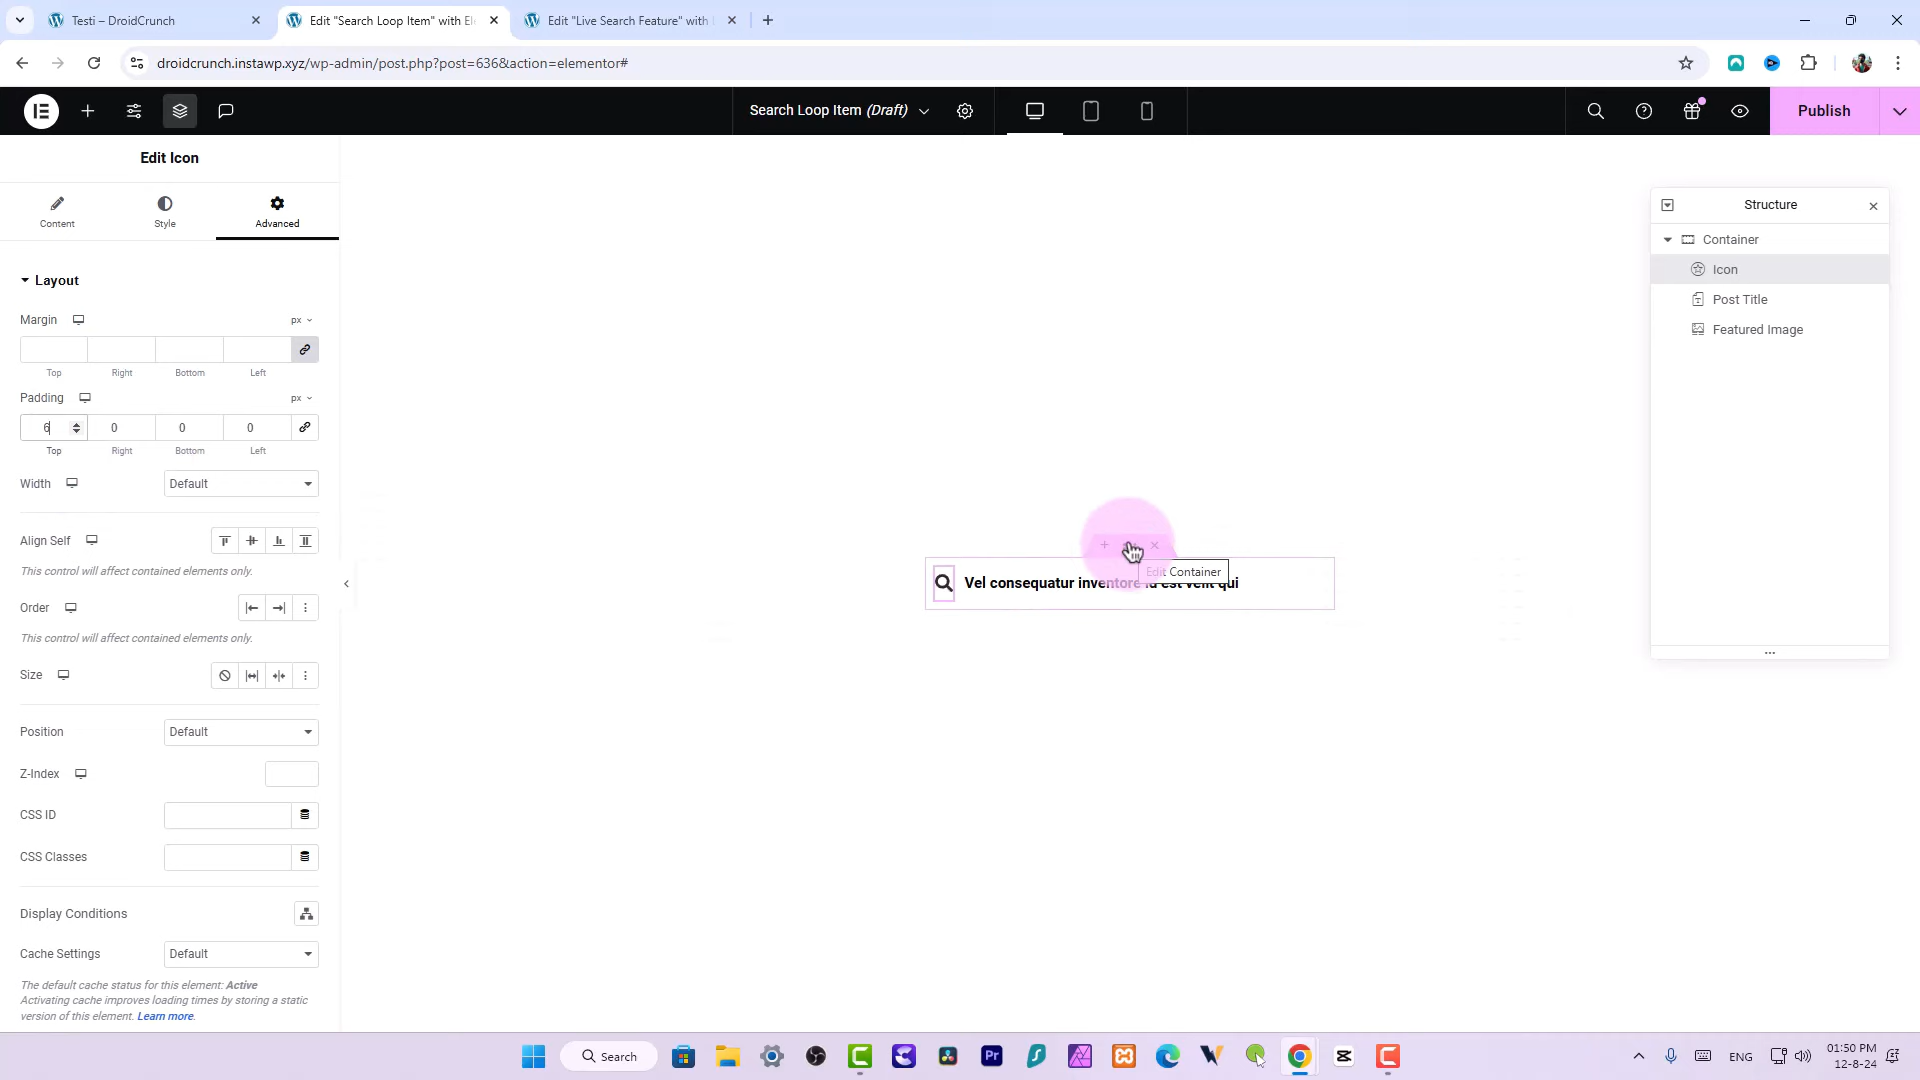 Testi – DroidCrunch
Edit "Search Loop Item" with Ele
Edit "Live Search Feature" with
droidcrunch.instawp.xyz/wp-admin/post.php?post=636&action=elementor#
Search Loop Item (Draft)
Publish
Edit Icon
Content
Style
Advanced
Layout
Margin
px
Top
Right
Bottom
Left
Padding
px
6
0
0
0
Top
Right
Bottom
Left
Width
Default
Align Self
This control will affect contained elements only.
Order
This control will affect contained elements only.
Size
Position
Default
Z-Index
CSS ID
CSS Classes
Display Conditions
Cache Settings
Default
The default cache status for this element: Active
Activating cache improves loading times by storing a static
version of this element. Learn more.
Edit Container
Vel consequatur inventore id est velit qui
Structure
Container
Icon
Post Title
Featured Image
Search
Pr
ENG
01:50 PM
12-8-24